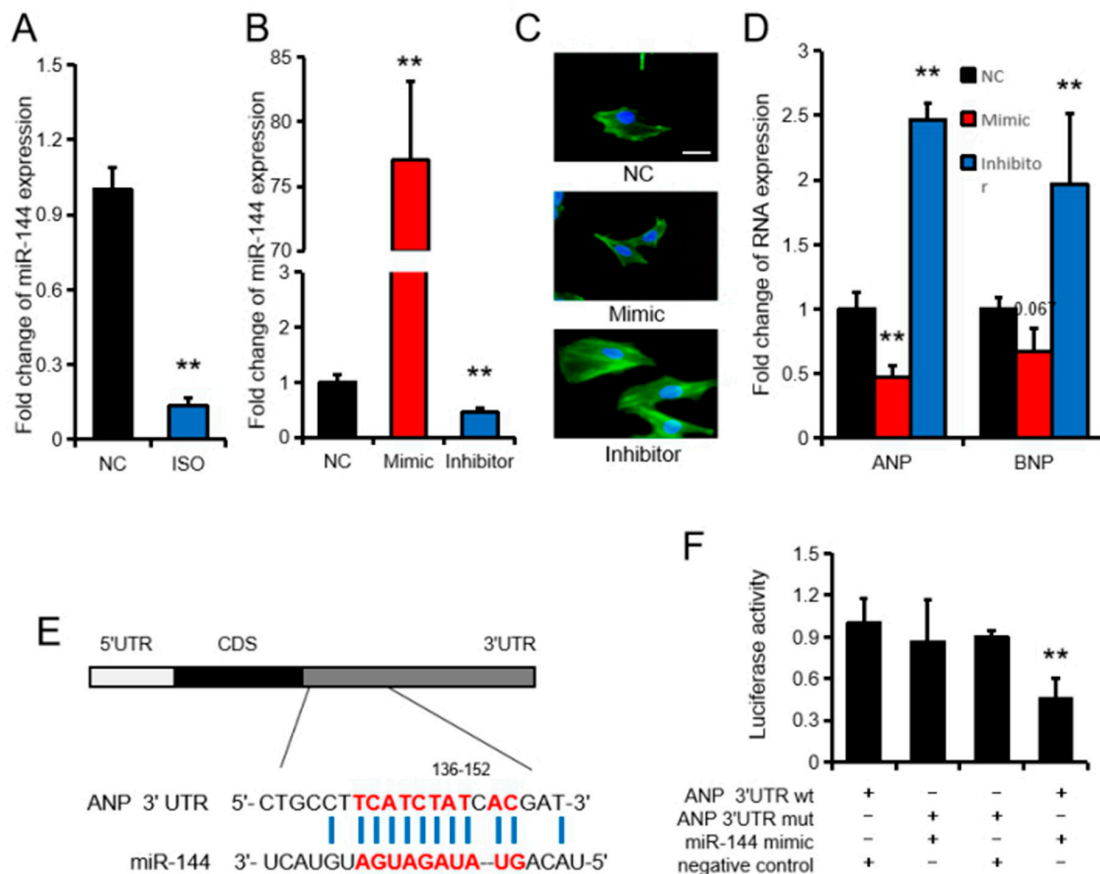 A
Fold change of miR-144 expression
1.5
1.2
0.9
0.6
0.3
0
**
NC ISO
B
Fold change of miR-144 expression
85
80
75
70
3
2
1
0
**
**
NC Mimic Inhibitor
C
NC
Mimic
Inhibitor
D
Fold change of RNA expression
3
2.5
2
1.5
1
0.5
0
NC
Mimic
Inhibito
r
**
**
**
0.067
ANP BNP
E
5'UTR CDS 3'UTR
136-152
ANP 3' UTR 5'- CTGCCTTCATCTATCACGAT-3'
miR-144 3'- UCAUGUAGUAGAUA--UGACAU-5'
F
Luciferase activity
1.5
1.2
0.9
0.6
0.3
0
**
ANP 3'UTR wt + − − +
ANP 3'UTR mut − + + −
miR-144 mimic − + − +
negative control + − + −